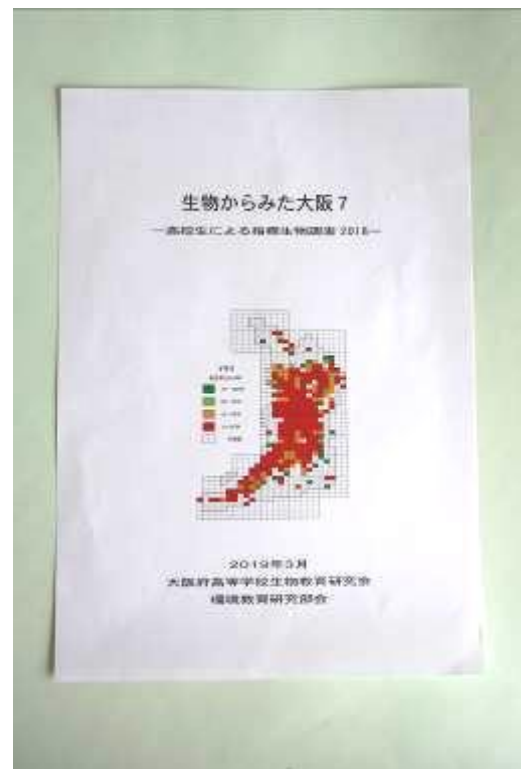 生物からみた大阪7
―高校生による指標生物調査2018―
2019年3月
大阪府高等学校生物教育研究会
環境教育研究部会